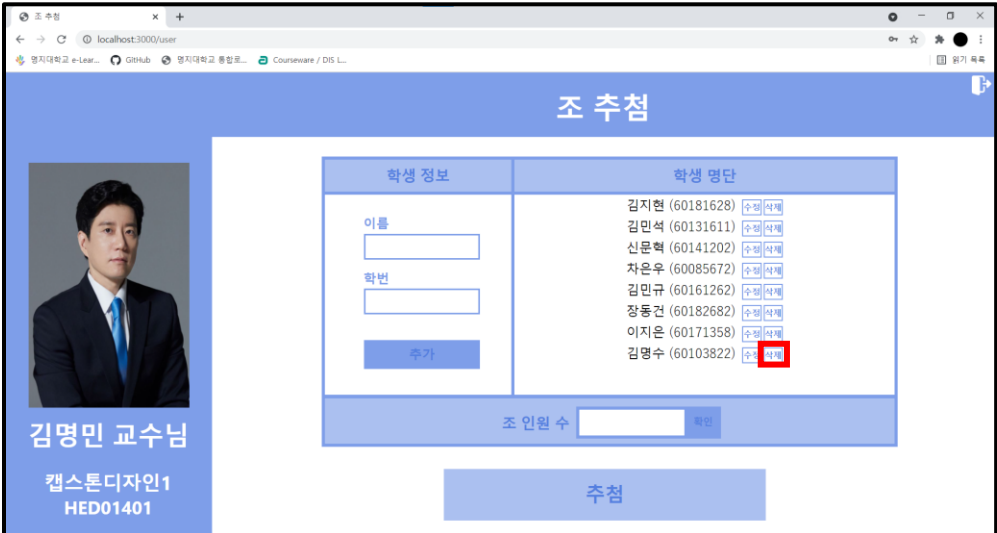 조 추첨
localhost:3000/user
명지대학교 e-Lear... GitHub 명지대학교 통합로... Courseware / DIS L... 읽기 목록
조 추첨
김명민 교수님
캡스톤디자인1
HED01401
학생 정보
이름
학번
추가
학생 명단
김지현 (60181628) 수정 삭제
김민석 (60131611) 수정 삭제
신문혁 (60141202) 수정 삭제
차은우 (60085672) 수정 삭제
김민규 (60161262) 수정 삭제
장동건 (60182682) 수정 삭제
이지은 (60171358) 수정 삭제
김명수 (60103822) 수정 삭제
조 인원 수 확인
추첨